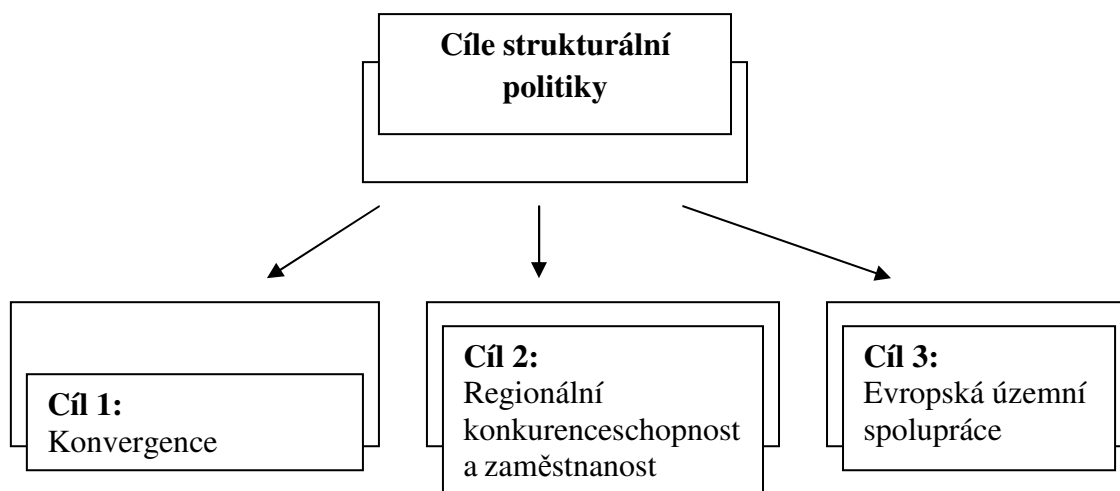 Cíle strukturální
politiky
Cíl 1:
Konvergence
Cíl 2:
Regionální
konkurenceschopnost
a zaměstnanost
Cíl 3:
Evropská územní
spolupráce